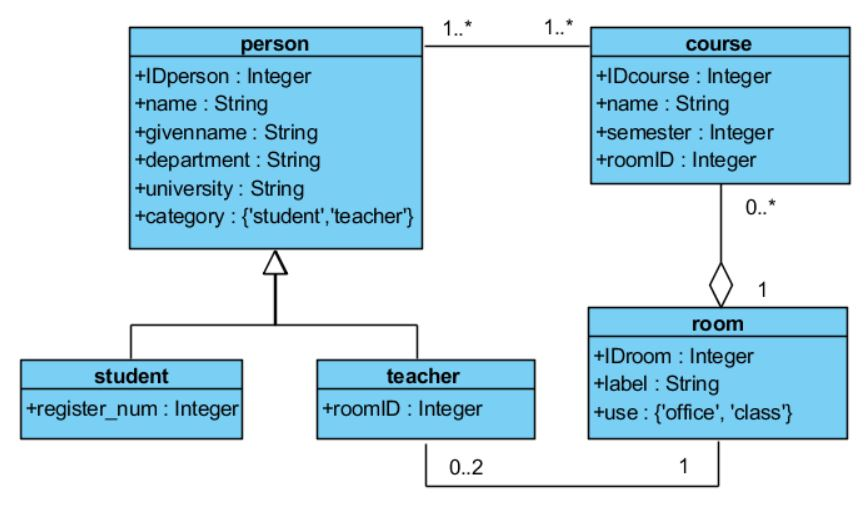 person
+IDperson : Integer
+name : String
+givenname : String
+department : String
+university : String
+category : {'student','teacher'}
1..*
1..*
course
+IDcourse : Integer
+name : String
+semester : Integer
+roomID : Integer
0..*
1
student
+register_num : Integer
teacher
+roomID : Integer
room
+IDroom : Integer
+label : String
+use : {'office', 'class'}
0..2
1